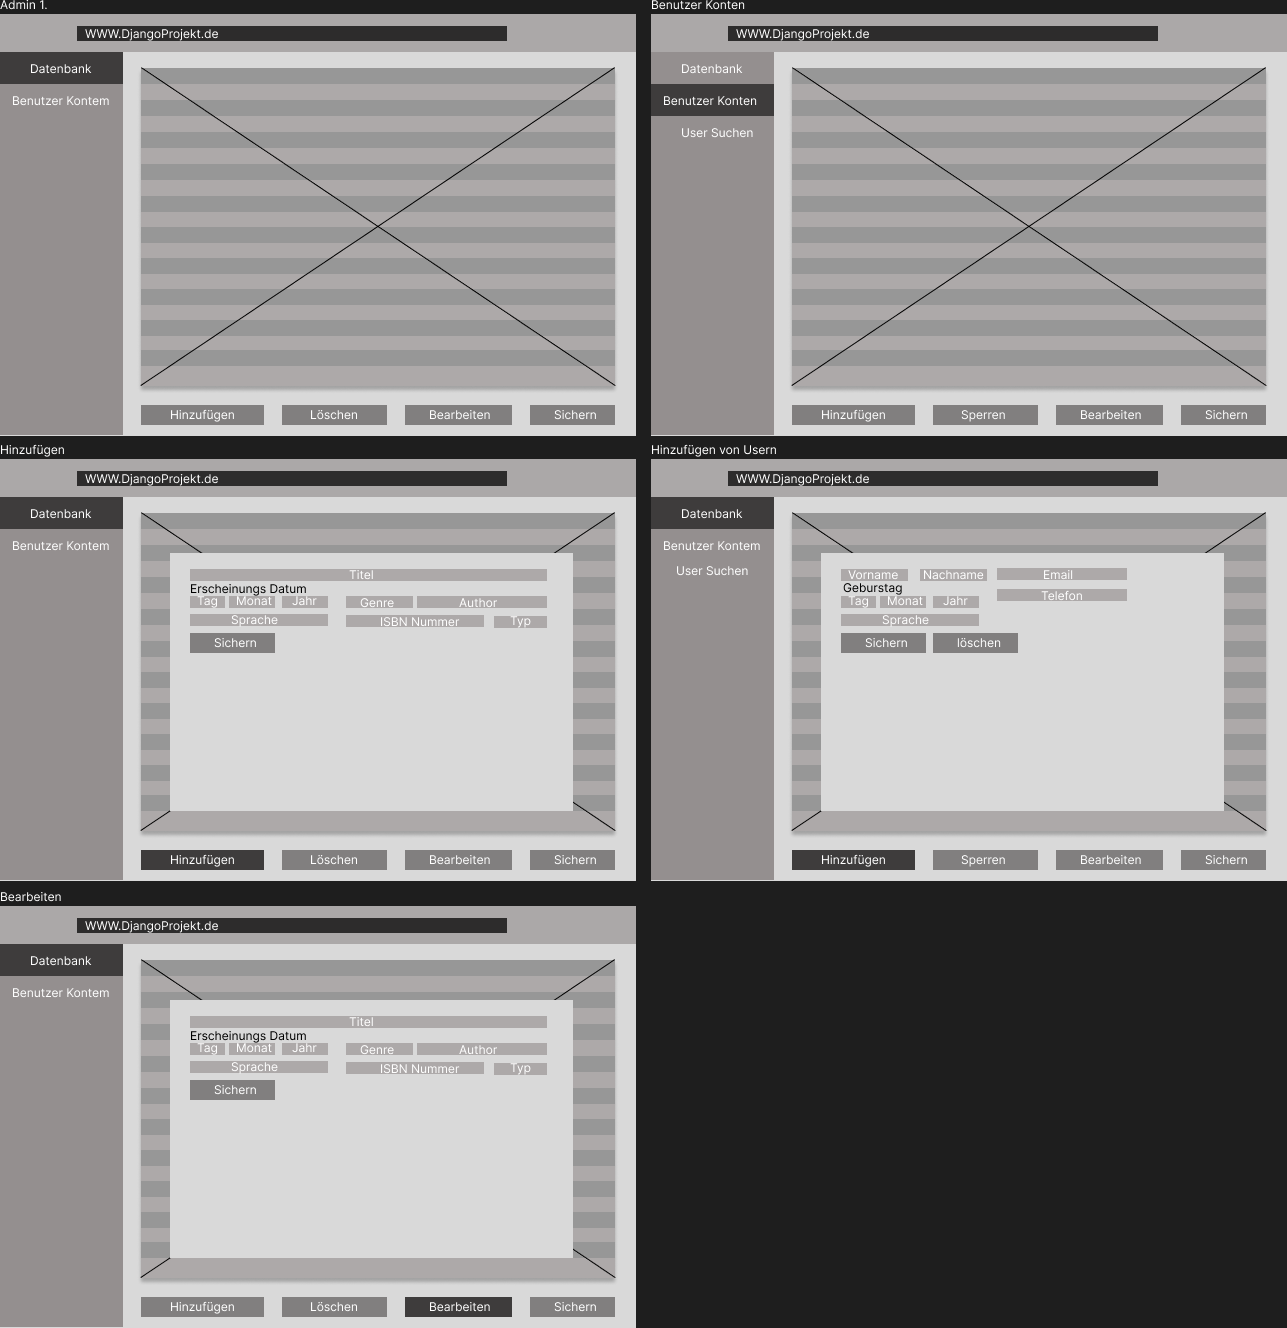 Admin 1.
WWW.DjangoProjekt.de
Datenbank
Benutzer Kontem
Hinzufügen Löschen Bearbeiten Sichern
Benutzer Konten
WWW.DjangoProjekt.de
Datenbank
Benutzer Konten
User Suchen
Hinzufügen Sperren Bearbeiten Sichern
Hinzufügen
WWW.DjangoProjekt.de
Datenbank
Benutzer Kontem
Titel
Erscheinungs Datum
Tag Monat Jahr Genre Author
Sprache ISBN Nummer Typ
Sichern
Hinzufügen Löschen Bearbeiten Sichern
Hinzufügen von Usern
WWW.DjangoProjekt.de
Datenbank
Benutzer Kontem
User Suchen
Vorname Nachname Email
Geburstag
Tag Monat Jahr Telefon
Sprache
Sichern löschen
Hinzufügen Sperren Bearbeiten Sichern
Bearbeiten
WWW.DjangoProjekt.de
Datenbank
Benutzer Kontem
Titel
Erscheinungs Datum
Tag Monat Jahr Genre Author
Sprache ISBN Nummer Typ
Sichern
Hinzufügen Löschen Bearbeiten Sichern